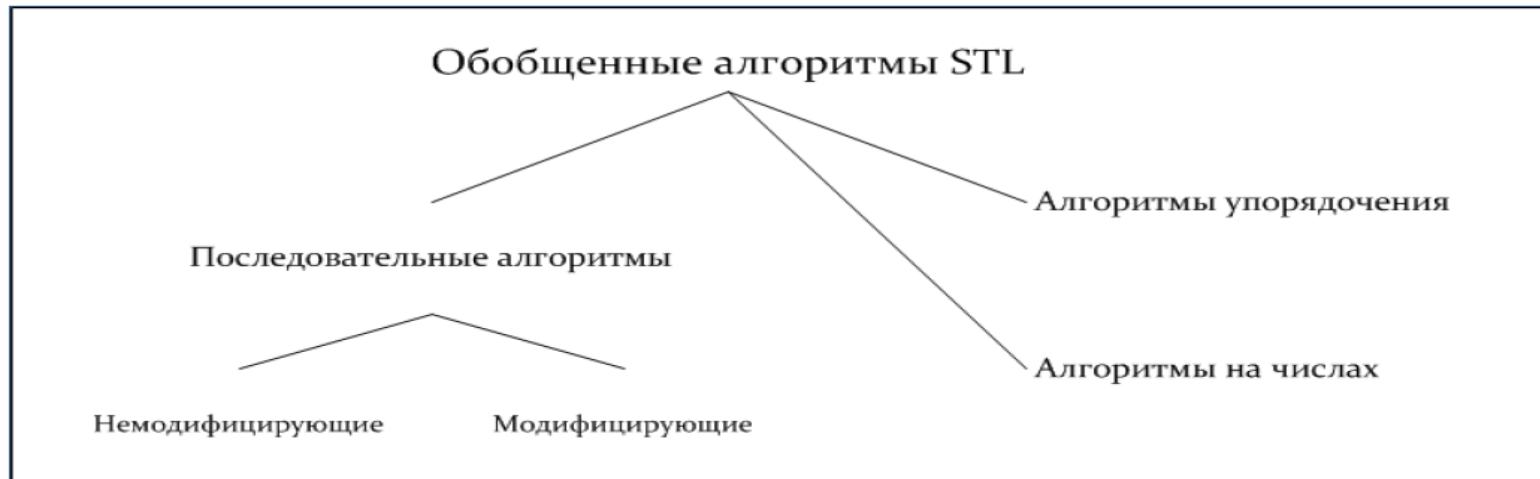 Обобщенные алгоритмы STL
Алгоритмы упорядочения
Последовательные алгоритмы
Алгоритмы на числах
Немодифицирующие
Модифицирующие